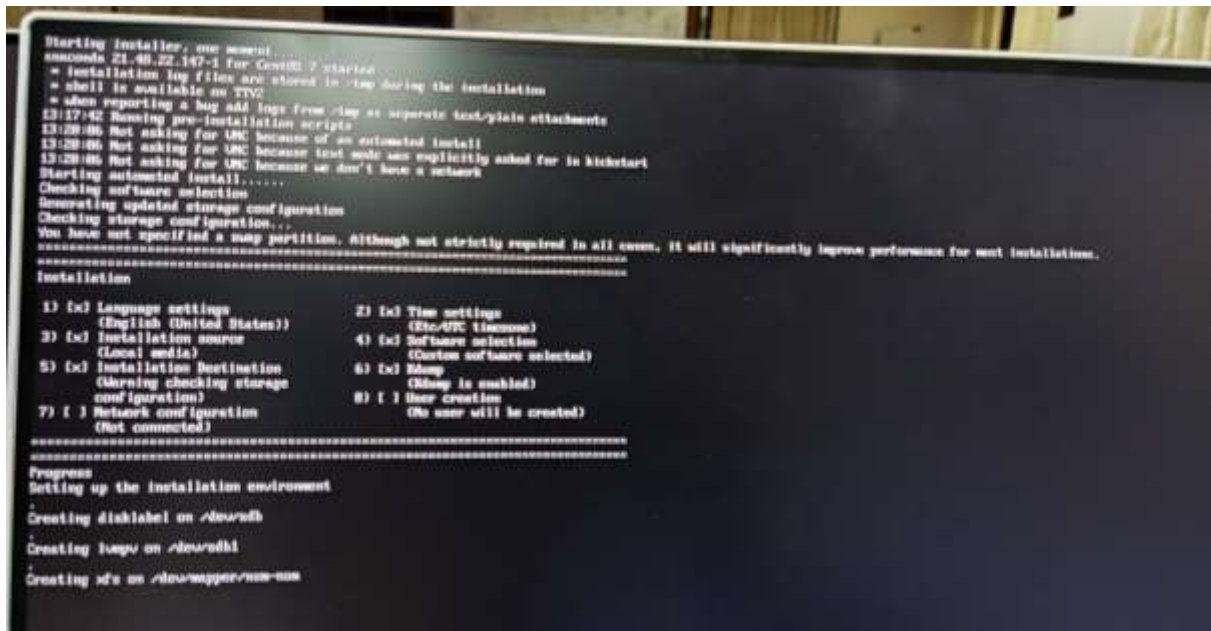 Starting installer, one moment...
anaconda 21.48.22.147-1 for CentOS 7 started
* installation log files are stored in /tmp during the installation
* shell is available on TTY2
* when reporting a bug add logs from /tmp as separate text/plain attachments
13:17:42 Running pre-installation scripts
13:20:06 Not asking for VNC because of an automated install
13:20:06 Not asking for VNC because text mode was explicitly asked for in kickstart
13:20:06 Not asking for VNC because we don't have a network
Starting automated install......
Checking software selection
Generating updated storage configuration
Checking storage configuration...
You have not specified a swap partition. Although not strictly required in all cases, it will significantly improve performance for most installations.
Installation
1) [x] Language settings 2) [x] Time settings
(English (United States)) (Etc/UTC timezone)
3) [x] Installation source 4) [x] Software selection
(Local media) (Custom software selected)
5) [x] Installation Destination 6) [x] Kdump
(Warning checking storage (Kdump is enabled)
configuration) 8) [ ] User creation
7) [ ] Network configuration (No user will be created)
(Not connected)
Progress
Setting up the installation environment
.
Creating disklabel on /dev/sdb
.
Creating lvmpv on /dev/sdb1
.
Creating xfs on /dev/mapper/nsm-nsm